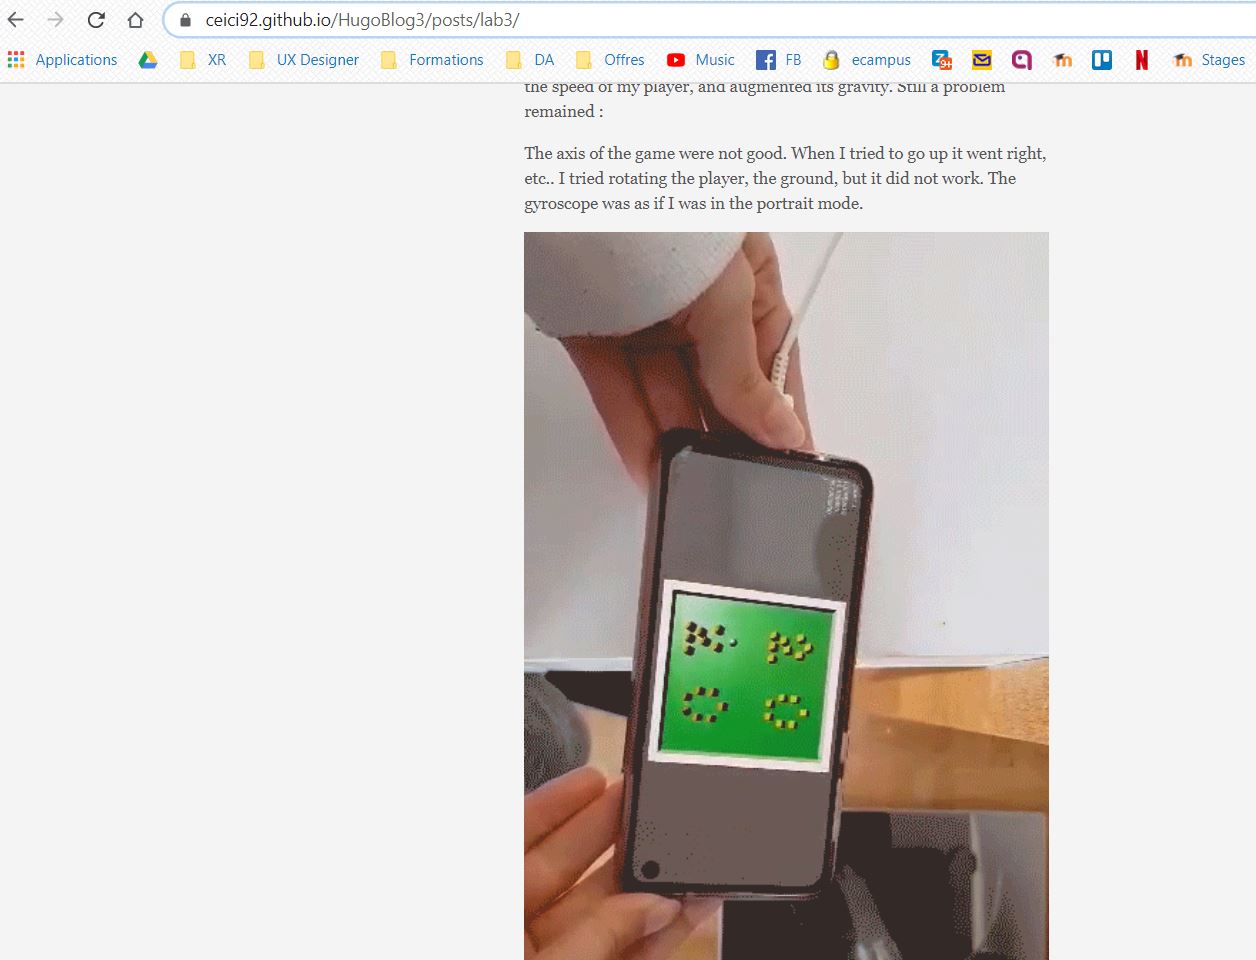 ceici92.github.io/HugoBlog3/posts/lab3/
Applications XR UX Designer Formations DA Offres Music FB ecampus 9+ Stages
the speed of my player, and augmented its gravity. Still a problem
remained :
The axis of the game were not good. When I tried to go up it went right,
etc.. I tried rotating the player, the ground, but it did not work. The
gyroscope was as if I was in the portrait mode.